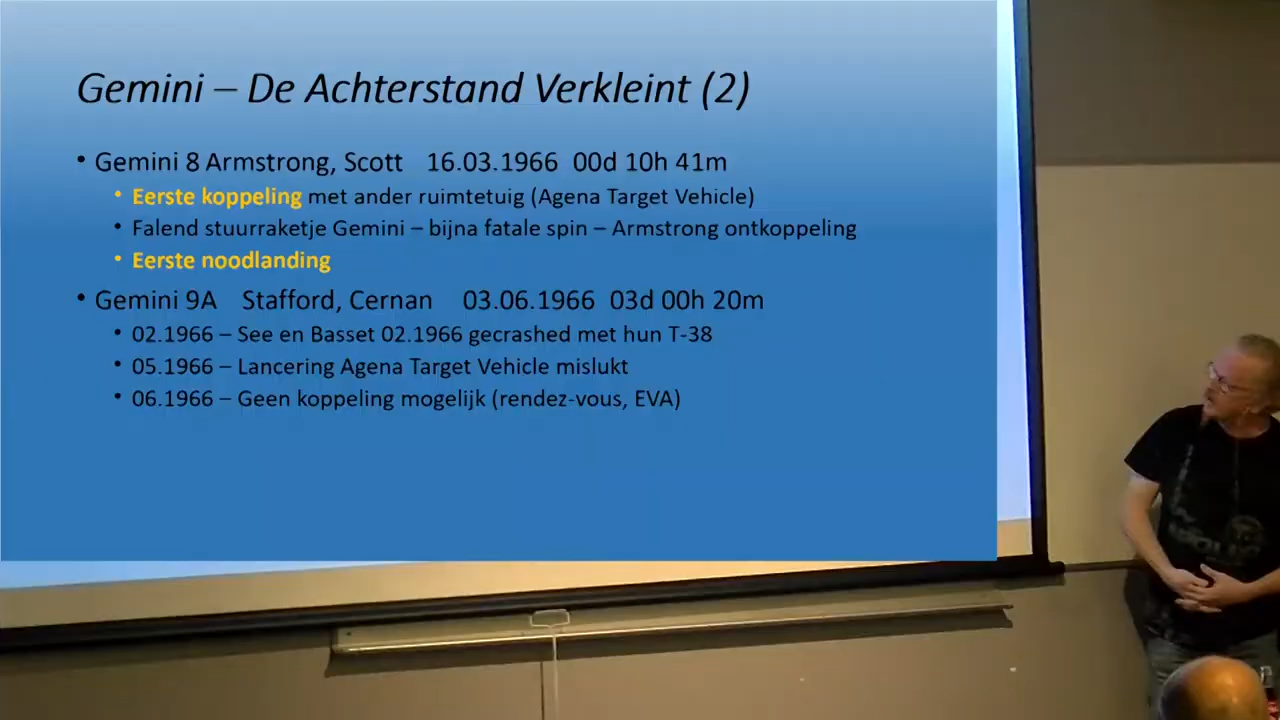 Gemini – De Achterstand Verkleint (2)
• Gemini 8 Armstrong, Scott 16.03.1966 00d 10h 41m
• Eerste koppeling met ander ruimtetuig (Agena Target Vehicle)
• Falend stuurraketje Gemini – bijna fatale spin – Armstrong ontkoppeling
• Eerste noodlanding
• Gemini 9A Stafford, Cernan 03.06.1966 03d 00h 20m
• 02.1966 – See en Basset 02.1966 gecrashed met hun T-38
• 05.1966 – Lancering Agena Target Vehicle mislukt
• 06.1966 – Geen koppeling mogelijk (rendez-vous, EVA)